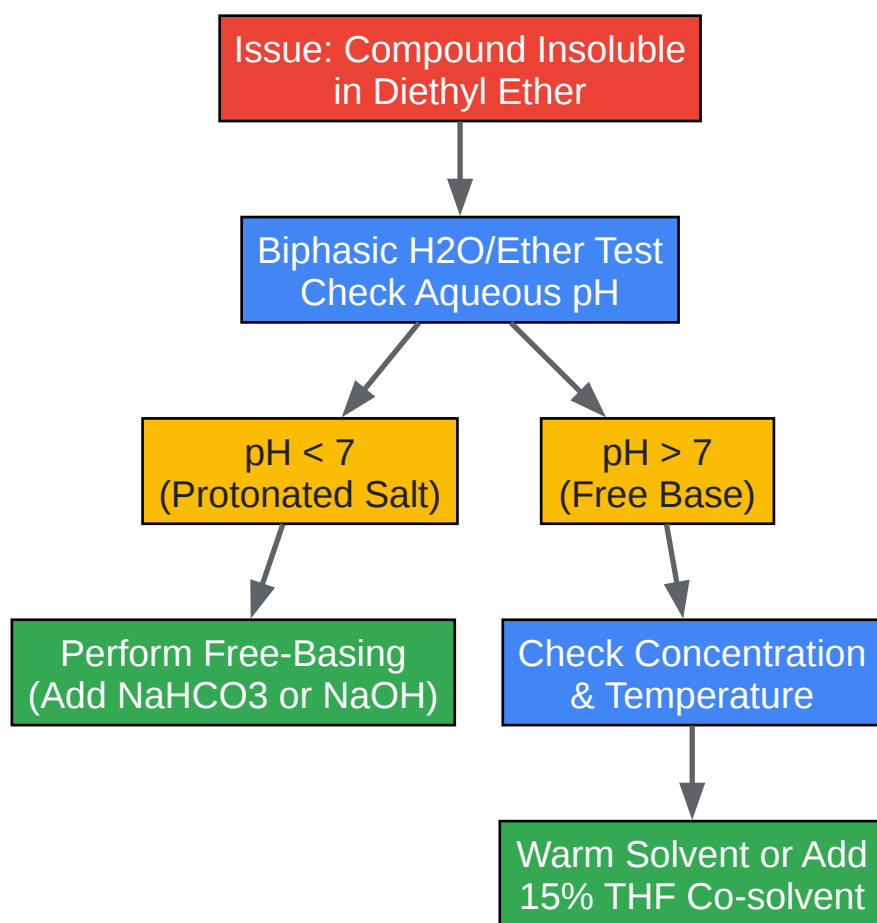 Issue: Compound Insoluble
in Diethyl Ether
Biphasic H2O/Ether Test
Check Aqueous pH
pH < 7
(Protonated Salt)
pH > 7
(Free Base)
Perform Free-Basing
(Add NaHCO3 or NaOH)
Check Concentration
& Temperature
Warm Solvent or Add
15% THF Co-solvent